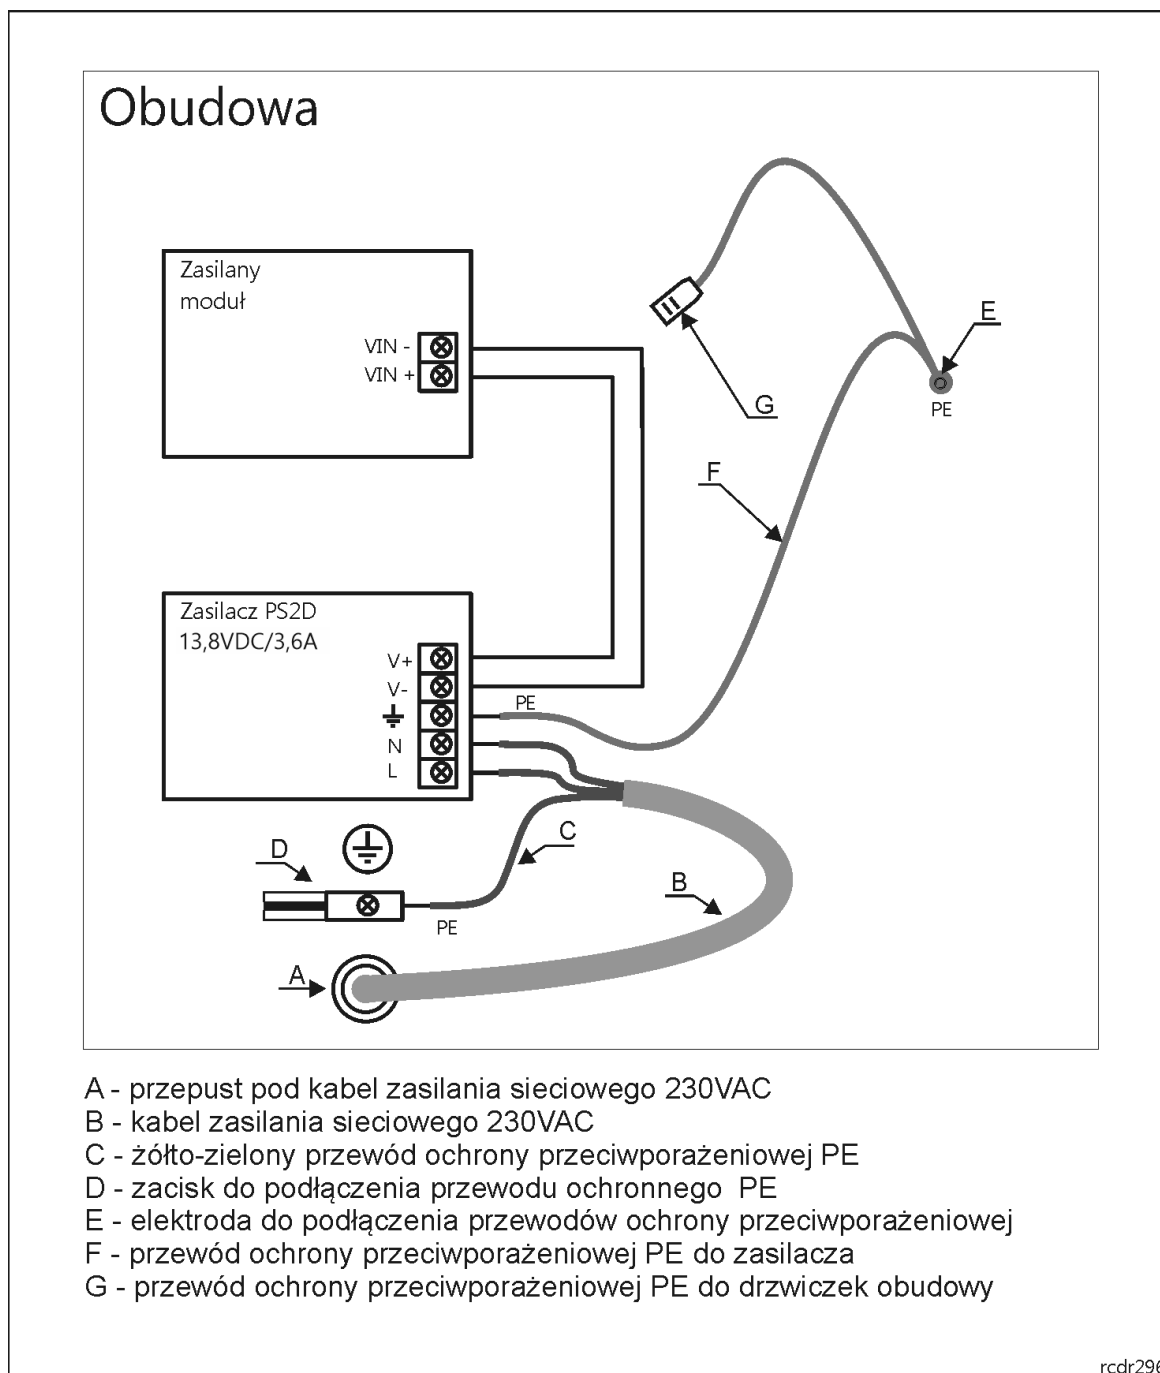 Obudowa
Zasilany
moduł
VIN -
VIN +
G
E
PE
F
Zasilacz PS2D
13,8VDC/3,6A
V+
V-
N
L
PE
D
C
B
PE
A
A - przepust pod kabel zasilania sieciowego 230VAC
B - kabel zasilania sieciowego 230VAC
C - żółto-zielony przewód ochrony przeciwporażeniowej PE
D - zacisk do podłączenia przewodu ochronnego  PE
E - elektroda do podłączenia przewodów ochrony przeciwporażeniowej
F - przewód ochrony przeciwporażeniowej PE do zasilacza
G - przewód ochrony przeciwporażeniowej PE do drzwiczek obudowy
rcdr296